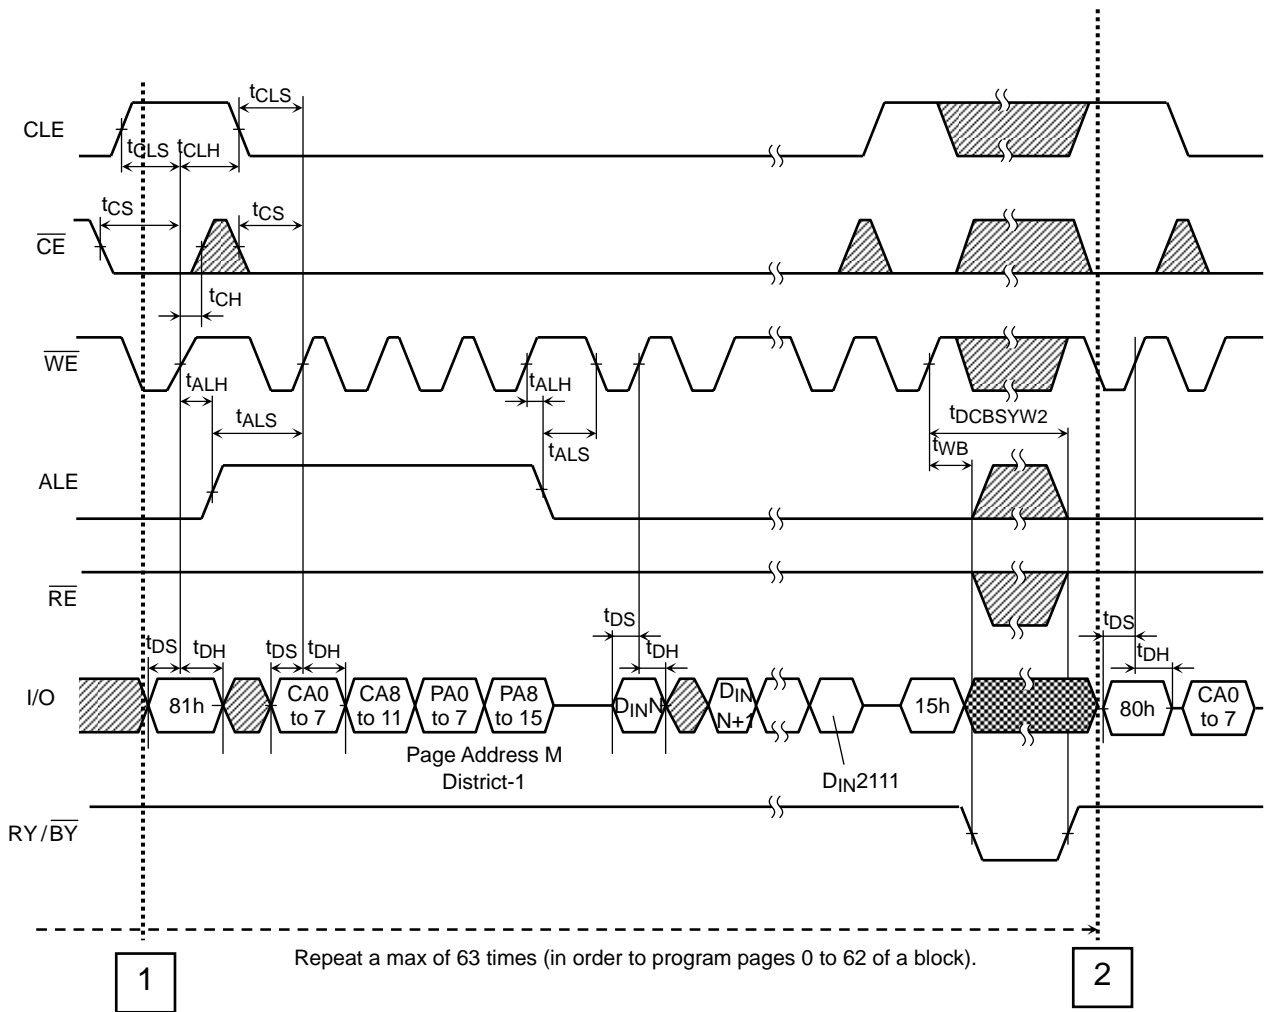 tCLS
CLE
tCLS tCLH
tCS tCS
CE
tCH
WE
tALH tALH
tDCBSYW2
tALS tALS tWB
ALE
RE
tDS tDH tDS tDH tDS tDH tDS tDH
I/O
81h
CA0 to 7
CA8 to 11
PA0 to 7
PA8 to 15
DINN
DIN N+1
15h
80h
CA0 to 7
Page Address M
District-1
DIN2111
RY/BY
1
Repeat a max of 63 times (in order to program pages 0 to 62 of a block).
2